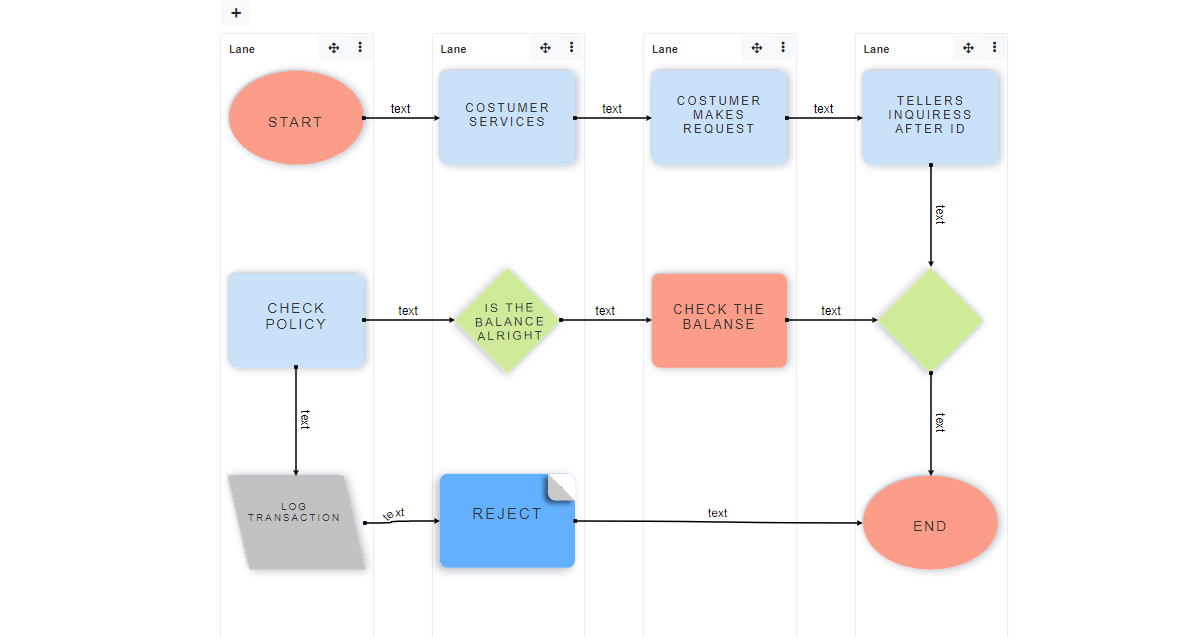 +
Lane
Lane
Lane
Lane
START
text
COSTUMER
SERVICES
text
COSTUMER
MAKES
REQUEST
text
TELLERS
INQUIRESS
AFTER ID
text
CHECK
POLICY
text
IS THE
BALANCE
ALRIGHT
text
CHECK THE
BALANSE
text
text
text
LOG
TRANSACTION
text
REJECT
text
END